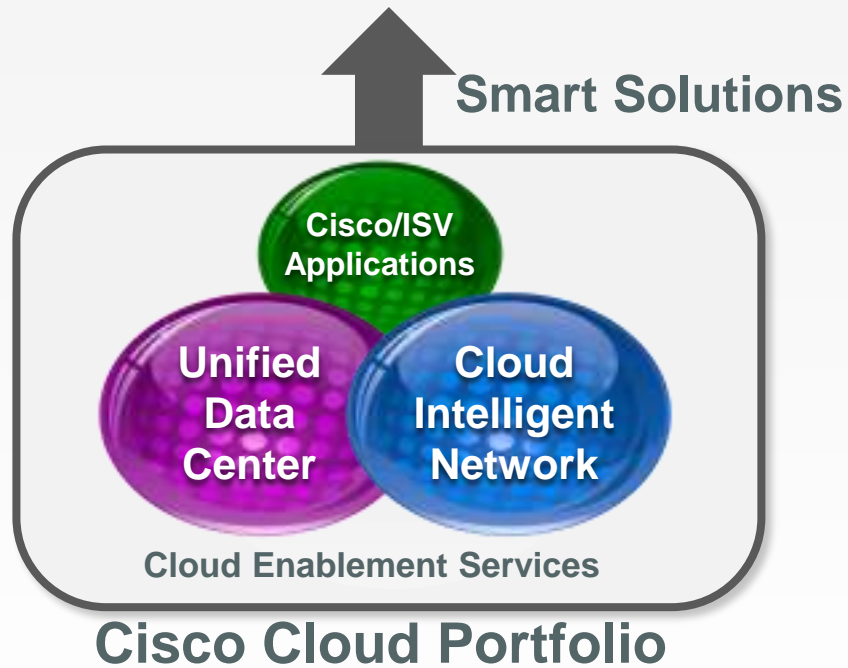 Smart Solutions
Cisco/ISV
Applications
Unified
Data
Center
Cloud
Intelligent
Network
Cloud Enablement Services
Cisco Cloud Portfolio